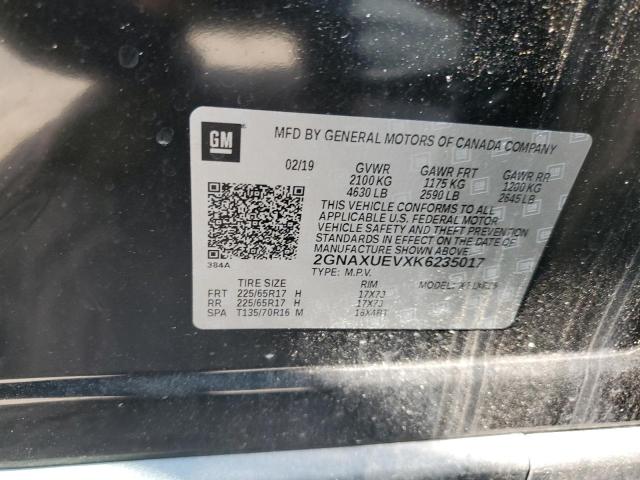 GM
MFD BY GENERAL MOTORS OF CANADA COMPANY
02/19 GVWR GAWR FRT GAWR RR
2100 KG 1175 KG 1200 KG
4630 LB 2590 LB 2645 LB
THIS VEHICLE CONFORMS TO ALL
APPLICABLE U.S. FEDERAL MOTOR
VEHICLE SAFETY AND THEFT PREVENTION
STANDARDS IN EFFECT ON THE DATE OF
MANUFACTURE SHOWN ABOVE.
384A
2GNAXUEVXK6235017
TYPE: M.P.V. MODEL:
TIRE SIZE RIM
FRT 225/65R17 H 17X7J
RR 225/65R17 H 17X7J
SPA T135/70R16 M 16X4BT